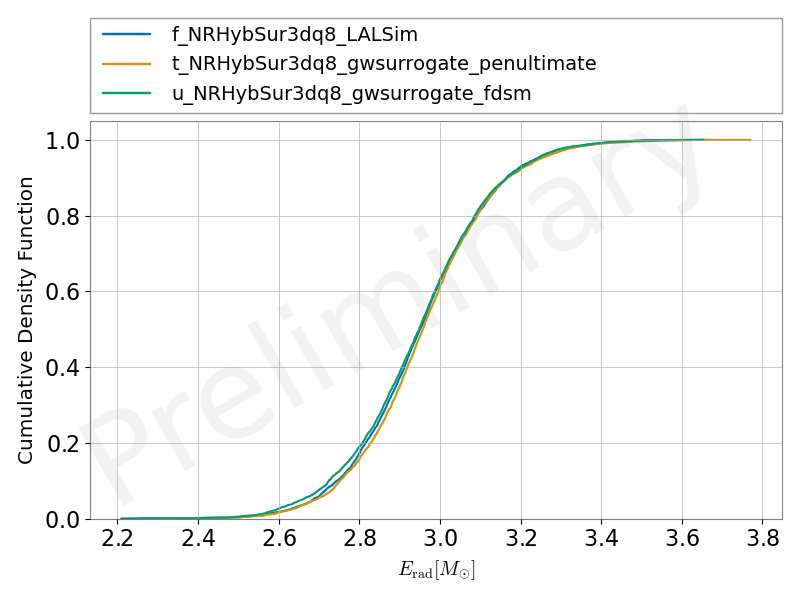 f_NRHybSur3dq8_LALSim
t_NRHybSur3dq8_gwsurrogate_penultimate
u_NRHybSur3dq8_gwsurrogate_fdsm
1.0
0.8
0.6
0.4
0.2
0.0
Cumulative Density Function
Preliminary
2.2 2.4 2.6 2.8 3.0 3.2 3.4 3.6 3.8
E_rad[M_⊙]